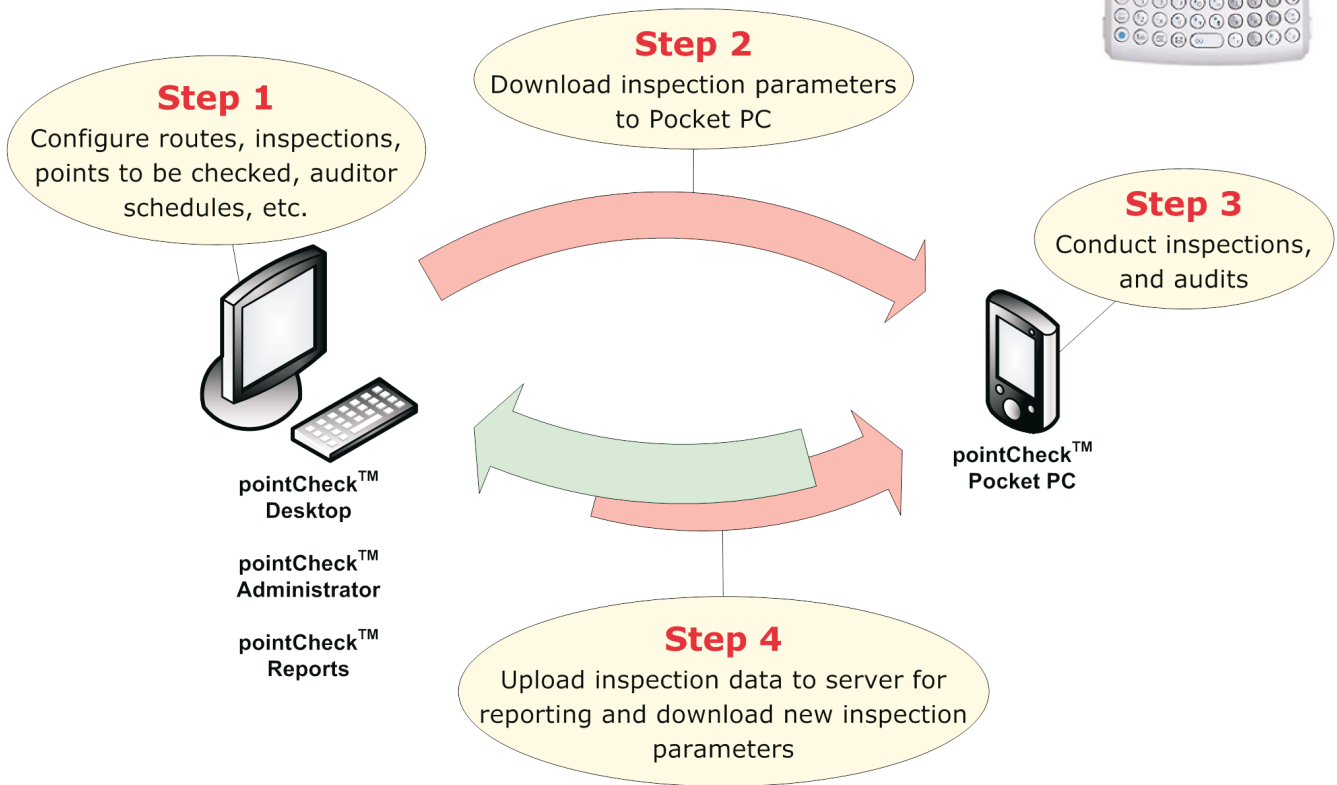 Step 1
Configure routes, inspections,
points to be checked, auditor
schedules, etc.
Step 2
Download inspection parameters
to Pocket PC
Step 3
Conduct inspections,
and audits
pointCheck™
Desktop
pointCheck™
Administrator
pointCheck™
Reports
pointCheck™
Pocket PC
Step 4
Upload inspection data to server for
reporting and download new inspection
parameters